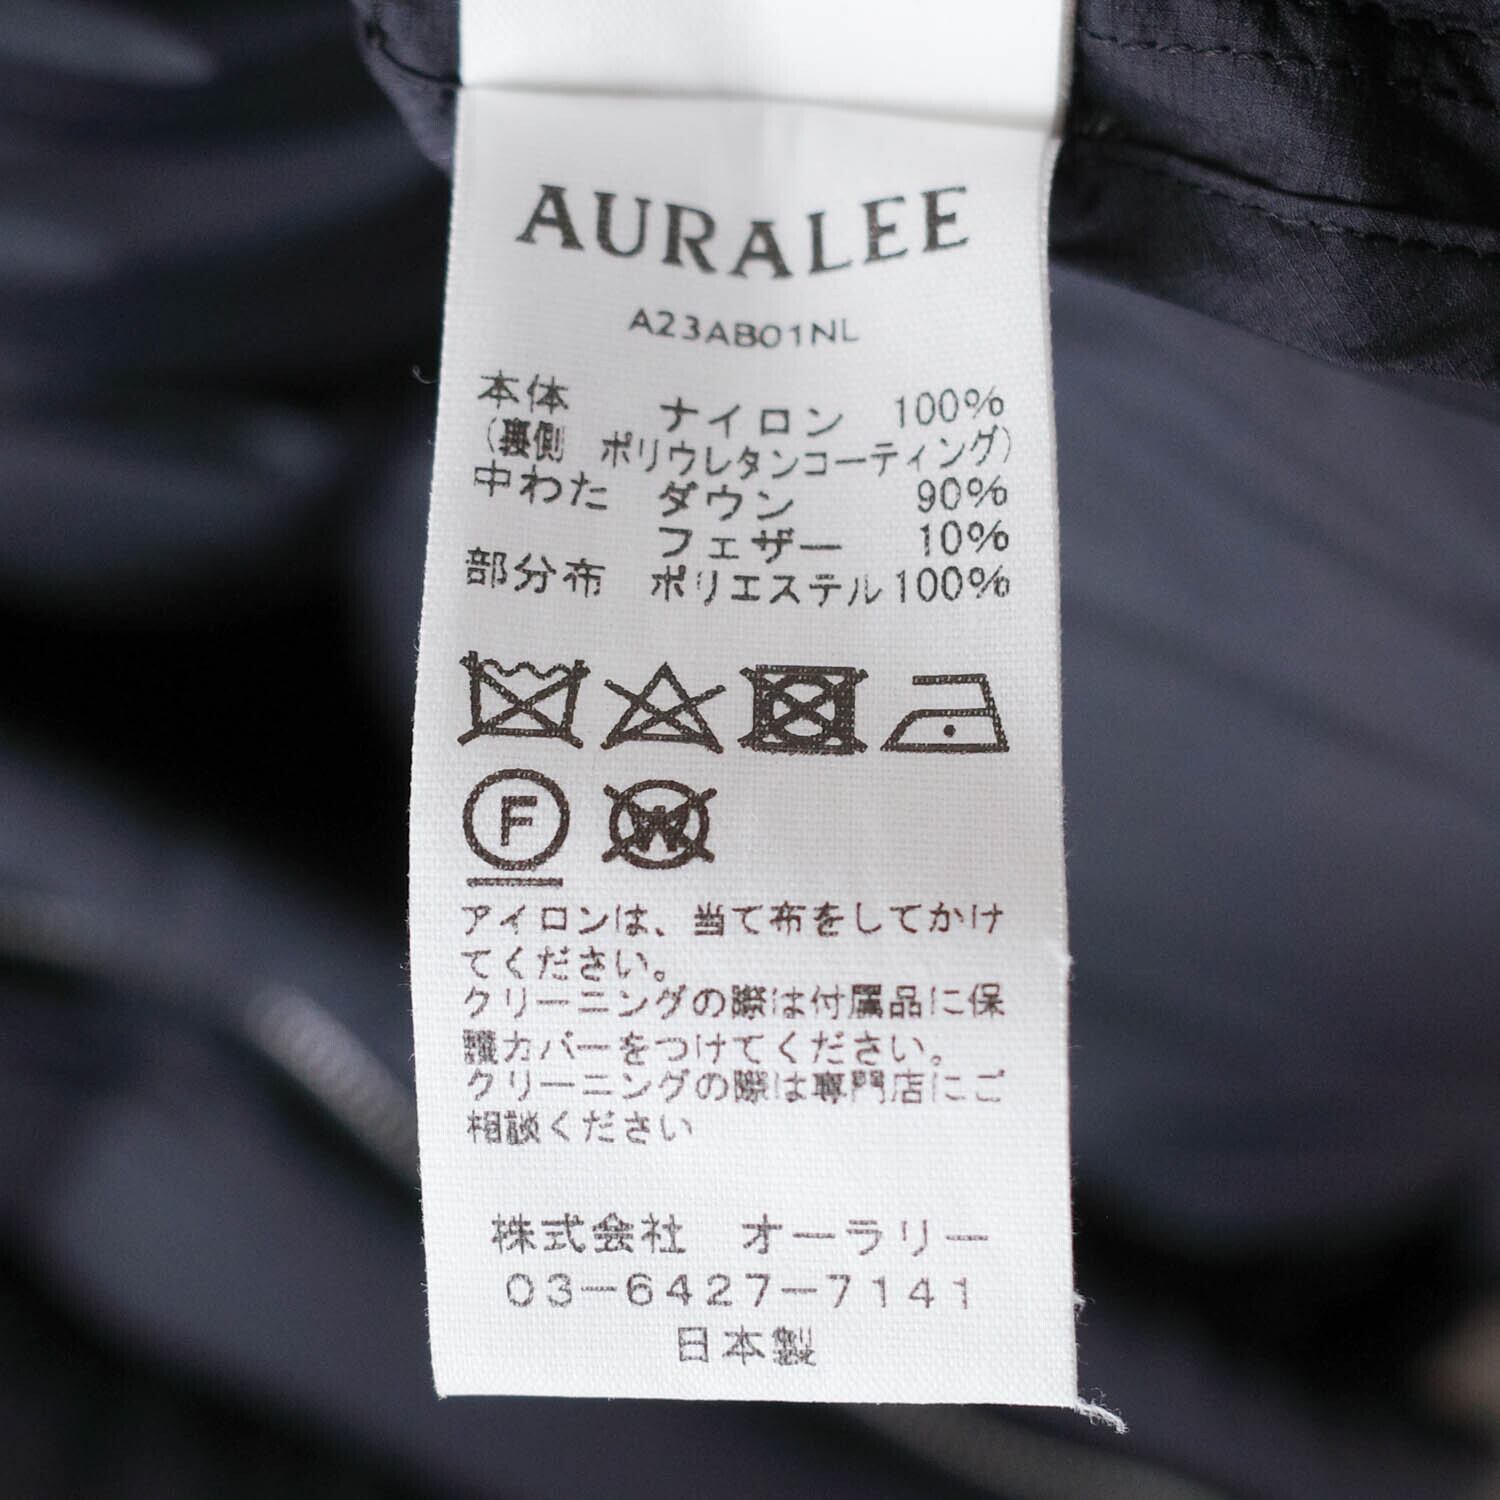 AURALEE
A23AB01NL
本体 ナイロン 100%
(裏側 ポリウレタンコーティング)
中わた ダウン 90%
フェザー 10%
部分布 ポリエステル 100%
F W
アイロンは、当て布をしてかけ
てください。
クリーニングの際は付属品に保
護カバーをつけてください。
クリーニングの際は専門店にご
相談ください
株式会社 オーラリー
03-6427-7141
日本製